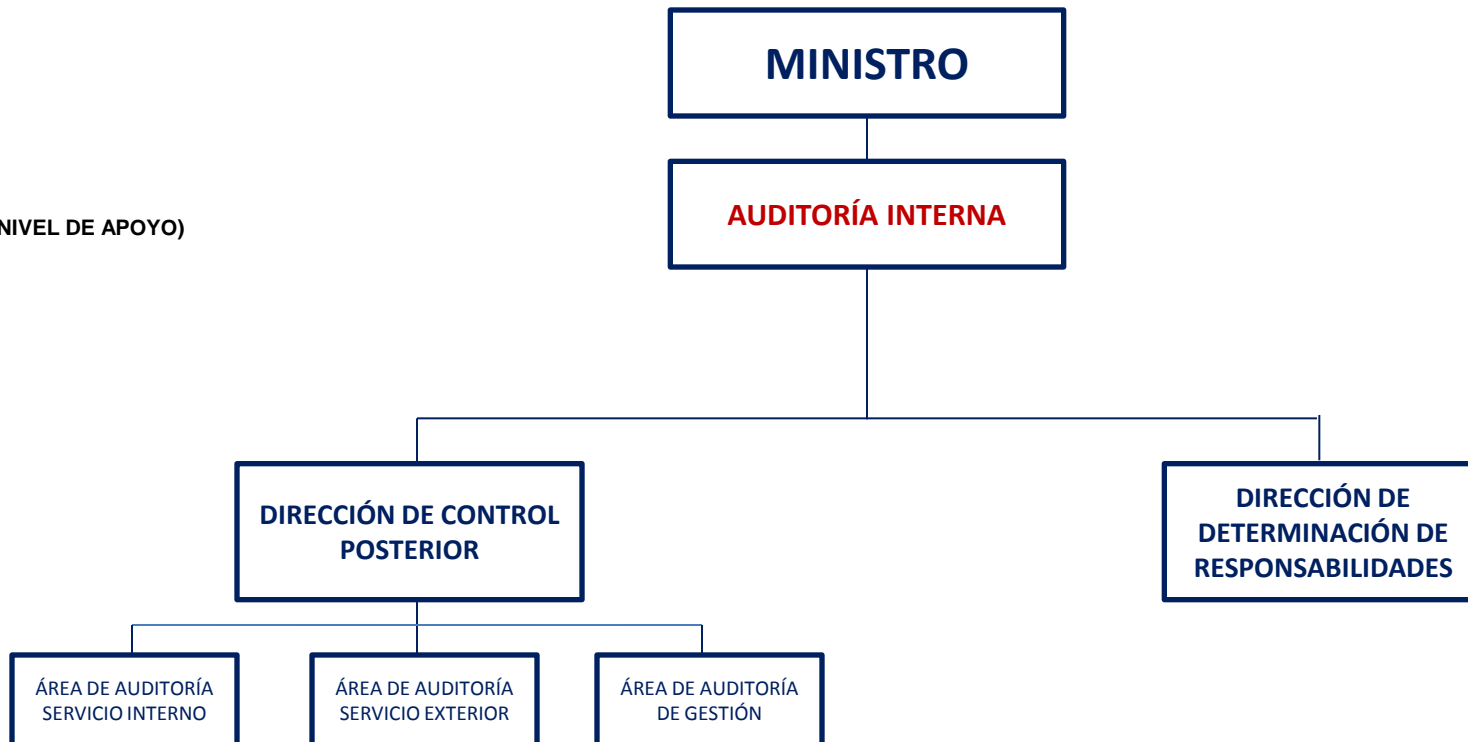 MINISTRO
AUDITORÍA INTERNA
NIVEL DE APOYO)
DIRECCIÓN DE CONTROL
POSTERIOR
DIRECCIÓN DE
DETERMINACIÓN DE
RESPONSABILIDADES
ÁREA DE AUDITORÍA
SERVICIO INTERNO
ÁREA DE AUDITORÍA
SERVICIO EXTERIOR
ÁREA DE AUDITORÍA
DE GESTIÓN